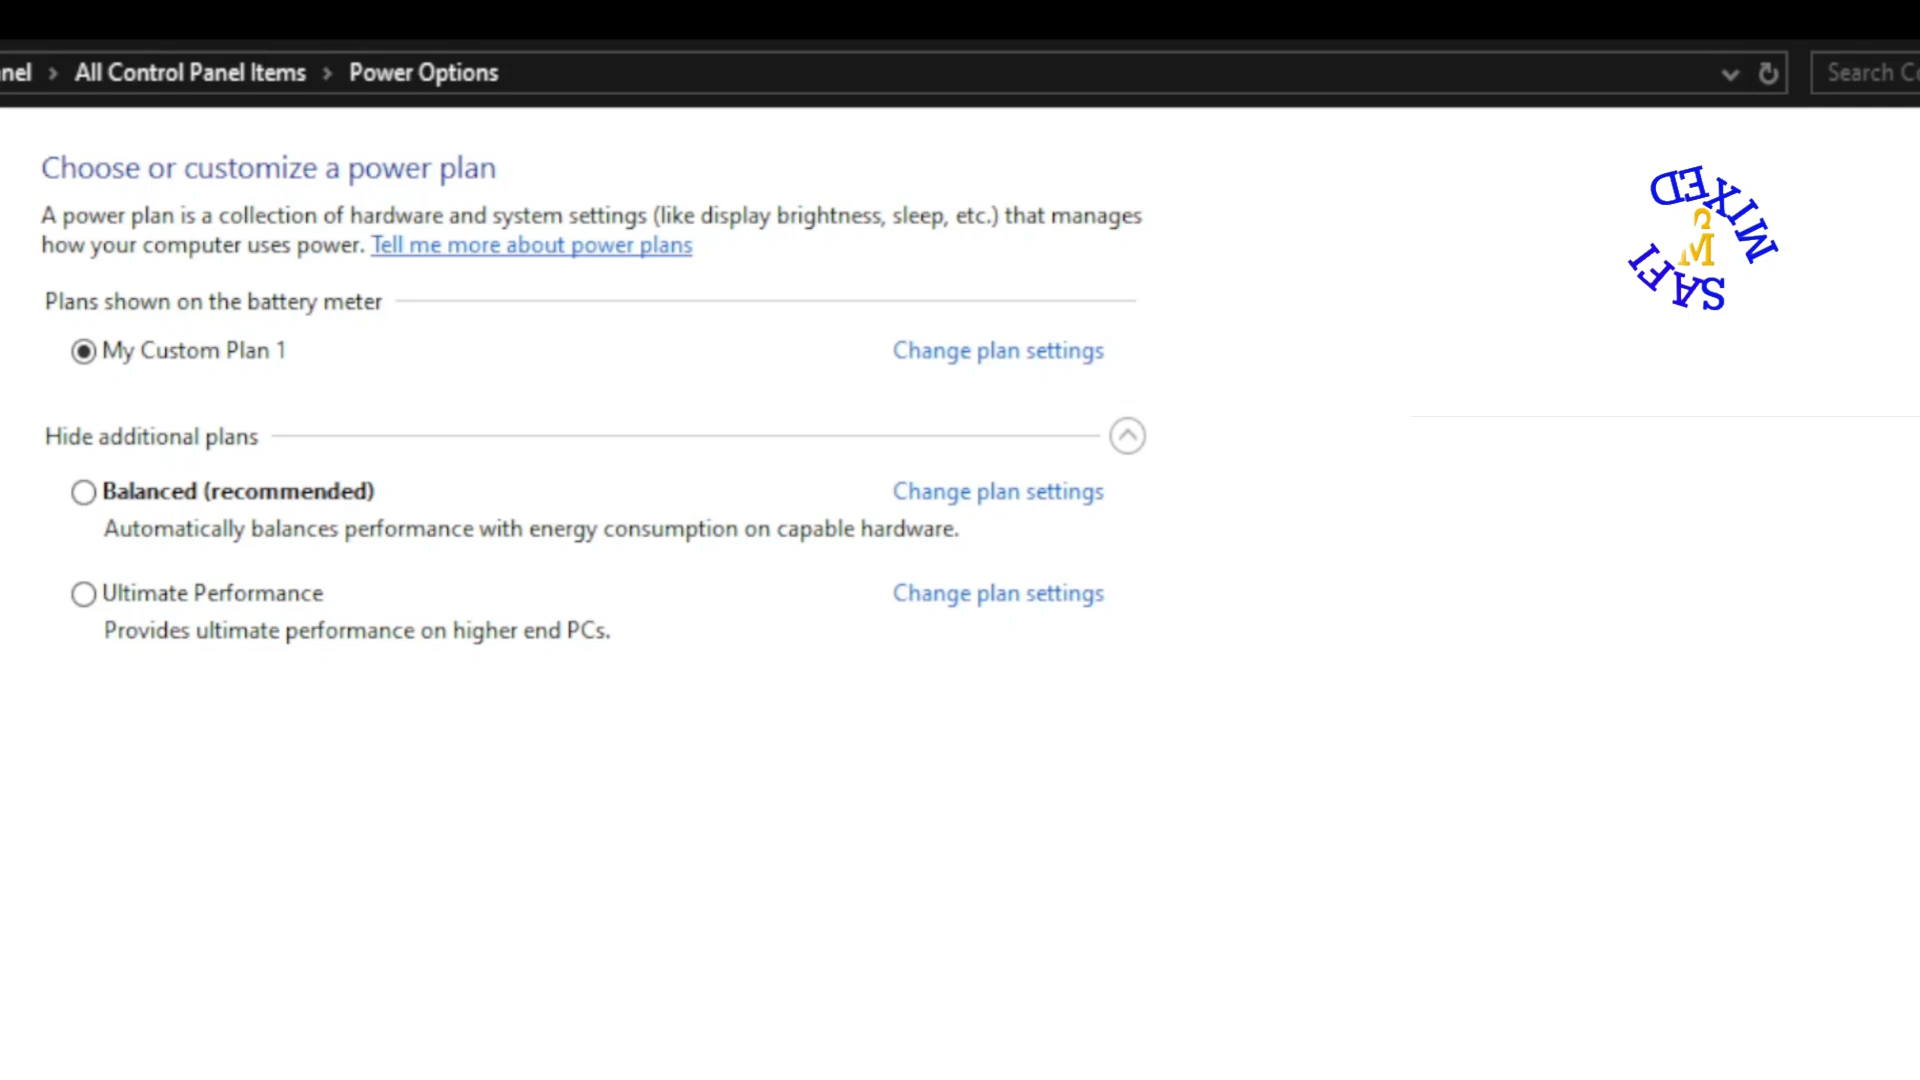 nel > All Control Panel Items > Power Options
Search Co
Choose or customize a power plan
A power plan is a collection of hardware and system settings (like display brightness, sleep, etc.) that manages
how your computer uses power. Tell me more about power plans
Plans shown on the battery meter
My Custom Plan 1 Change plan settings
Hide additional plans
Balanced (recommended) Change plan settings
Automatically balances performance with energy consumption on capable hardware.
Ultimate Performance Change plan settings
Provides ultimate performance on higher end PCs.
MIXED
SAFI